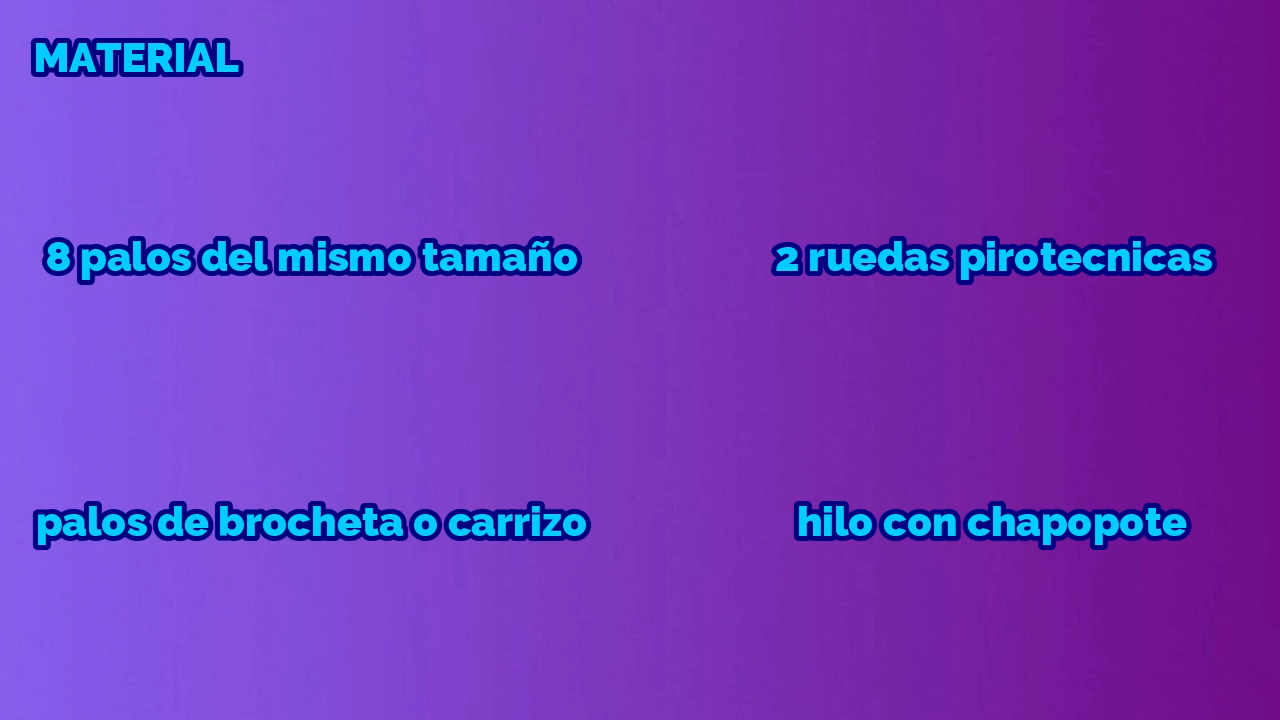 MATERIAL
8 palos del mismo tamaño
2 ruedas pirotecnicas
palos de brocheta o carrizo
hilo con chapopote